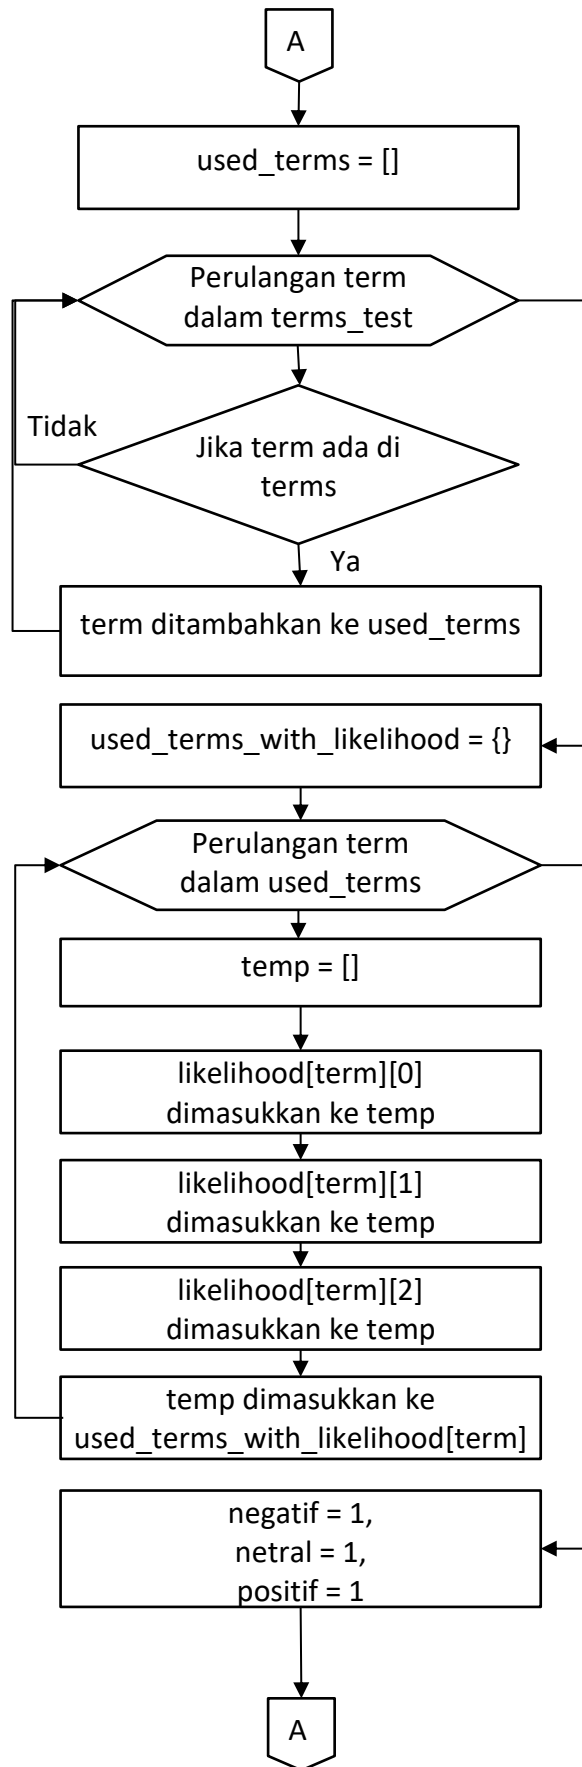 A
used_terms = []
Perulangan term
dalam terms_test
Tidak
Jika term ada di
terms
Ya
term ditambahkan ke used_terms
used_terms_with_likelihood = {}
Perulangan term
dalam used_terms
temp = []
likelihood[term][0]
dimasukkan ke temp
likelihood[term][1]
dimasukkan ke temp
likelihood[term][2]
dimasukkan ke temp
temp dimasukkan ke
used_terms_with_likelihood[term]
negatif = 1,
netral = 1,
positif = 1
A